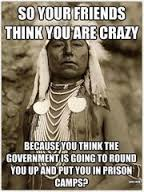 SO YOUR FRIENDS
THINK YOU ARE CRAZY
BECAUSE YOU THINK THE
GOVERNMENT IS GOING TO ROUND
YOU UP AND PUT YOU IN PRISON
CAMPS?